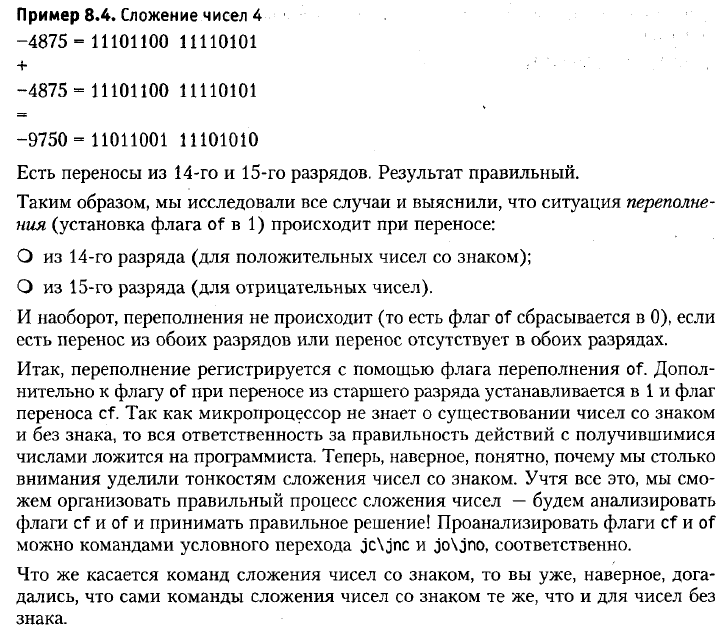 Пример 8.4. Сложение чисел 4
−4875 = 11101100 11110101
+
−4875 = 11101100 11110101
=
−9750 = 11011001 11101010
Есть переносы из 14-го и 15-го разрядов. Результат правильный.
Таким образом, мы исследовали все случаи и выяснили, что ситуация переполне-
ния (установка флага of в 1) происходит при переносе:
O из 14-го разряда (для положительных чисел со знаком);
O из 15-го разряда (для отрицательных чисел).
И наоборот, переполнения не происходит (то есть флаг of сбрасывается в 0), если
есть перенос из обоих разрядов или перенос отсутствует в обоих разрядах.
Итак, переполнение регистрируется с помощью флага переполнения of. Допол-
нительно к флагу of при переносе из старшего разряда устанавливается в 1 и флаг
переноса cf. Так как микропроцессор не знает о существовании чисел со знаком
и без знака, то вся ответственность за правильность действий с получившимися
числами ложится на программиста. Теперь, наверное, понятно, почему мы столько
внимания уделили тонкостям сложения чисел со знаком. Учтя все это, мы смо-
жем организовать правильный процесс сложения чисел — будем анализировать
флаги cf и of и принимать правильное решение! Проанализировать флаги cf и of
можно командами условного перехода jc\jnc и jo\jno, соответственно.
Что же касается команд сложения чисел со знаком, то вы уже, наверное, дога-
дались, что сами команды сложения чисел со знаком те же, что и для чисел без
знака.